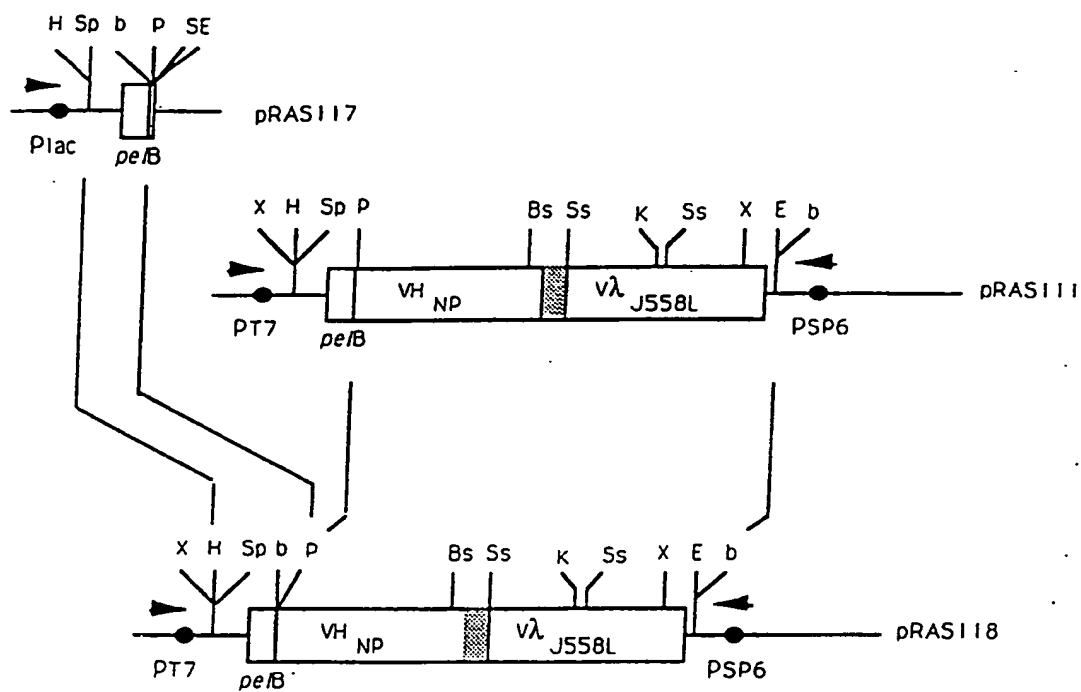 H Sp b P SE
pRAS117
Plac
pelB
X H Sp P Bs Ss K Ss X E b
VH NP
Vλ J558L
pRAS111
PT7
pelB
PSP6
X H Sp b P Bs Ss K Ss X E b
VH NP
Vλ J558L
pRAS118
PT7
pelB
PSP6